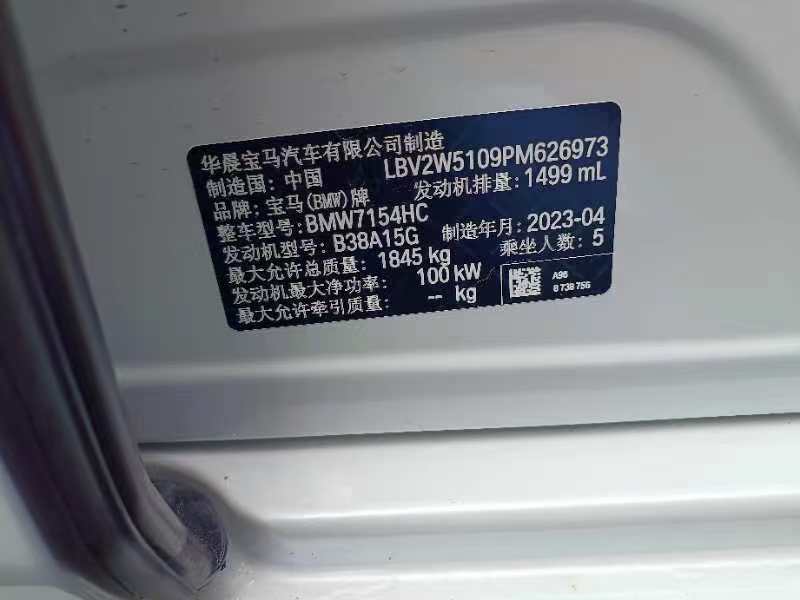 华晨宝马汽车有限公司制造
制造国：中国 LBV2W5109PM626973
品牌：宝马(BMW)牌 发动机排量：1499 mL
整车型号：BMW7154HC
发动机型号：B38A15G 制造年月：2023-04
最大允许总质量：1845 kg 乘坐人数：5
发动机最大净功率：100 kW
最大允许牵引质量：-- kg
A96
8 738 756